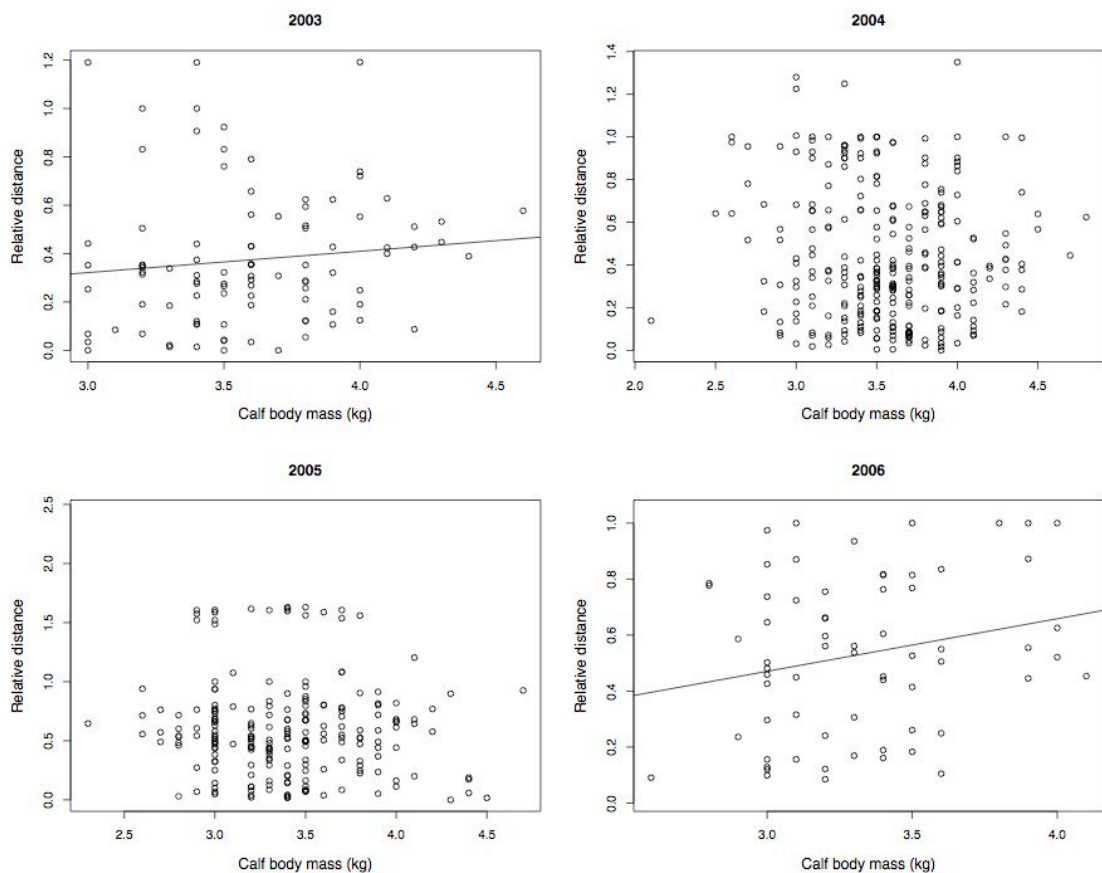 2003
Relative distance
0.0 0.2 0.4 0.6 0.8 1.0 1.2
3.0 3.5 4.0 4.5
Calf body mass (kg)
2004
Relative distance
0.0 0.2 0.4 0.6 0.8 1.0 1.2 1.4
2.0 2.5 3.0 3.5 4.0 4.5
Calf body mass (kg)
2005
Relative distance
0.0 0.5 1.0 1.5 2.0 2.5
2.5 3.0 3.5 4.0 4.5
Calf body mass (kg)
2006
Relative distance
0.0 0.2 0.4 0.6 0.8 1.0
3.0 3.5 4.0
Calf body mass (kg)